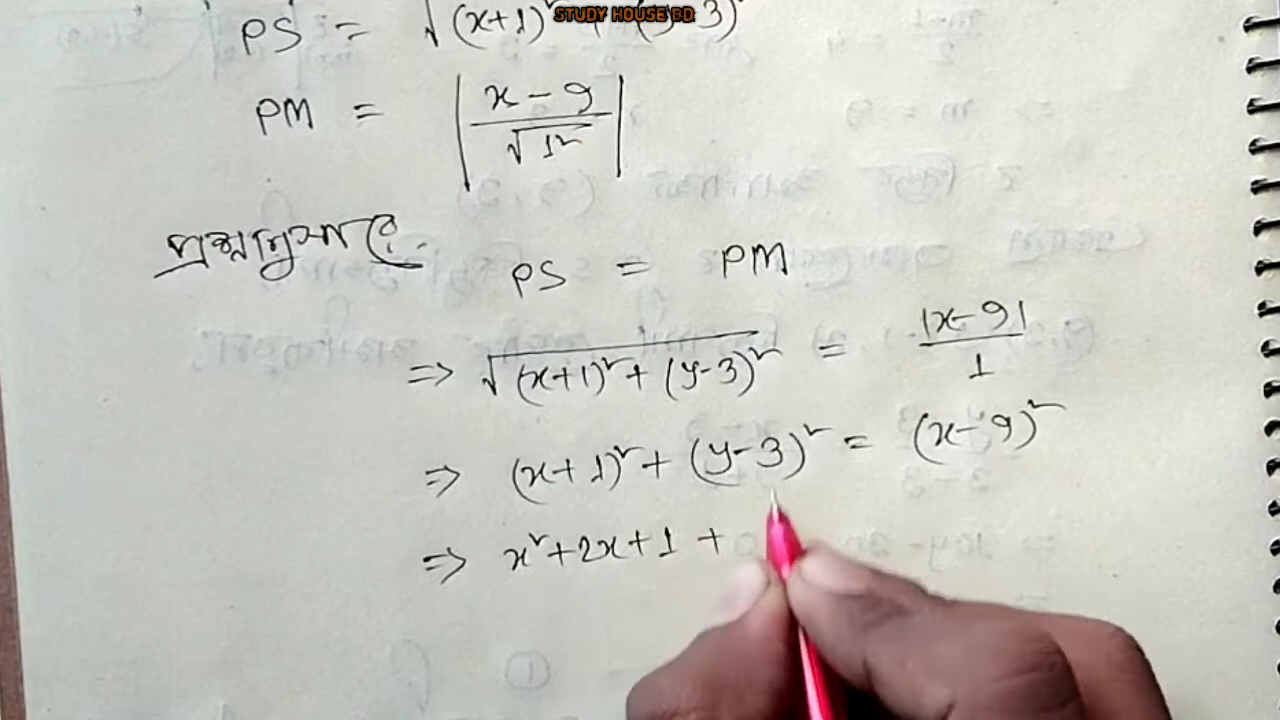 STUDY HOUSE BD
PS = √(x+1)² + (y-3)²
PM = |x-9/√1²|
প্রশ্নানুসারে,
PS = PM
⇒ √(x+1)² + (y-3)² = |x-9|/1
⇒ (x+1)² + (y-3)² = (x-9)²
⇒ x²+2x+1 +